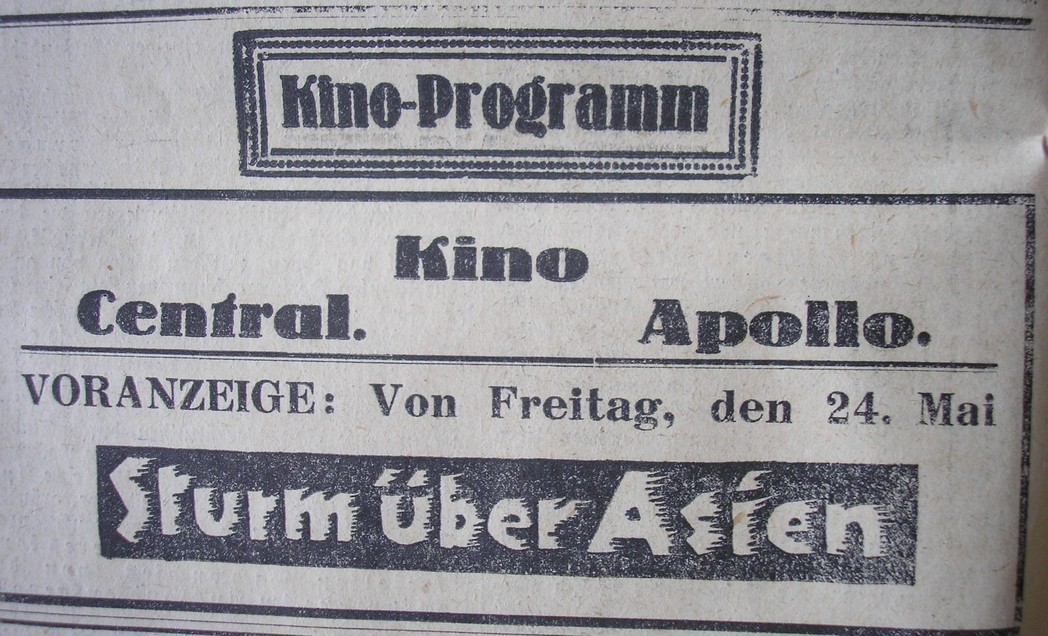 Kino-Programm
Kino
Central. Apollo.
VORANZEIGE: Von Freitag, den 24. Mai
Sturm über Asien